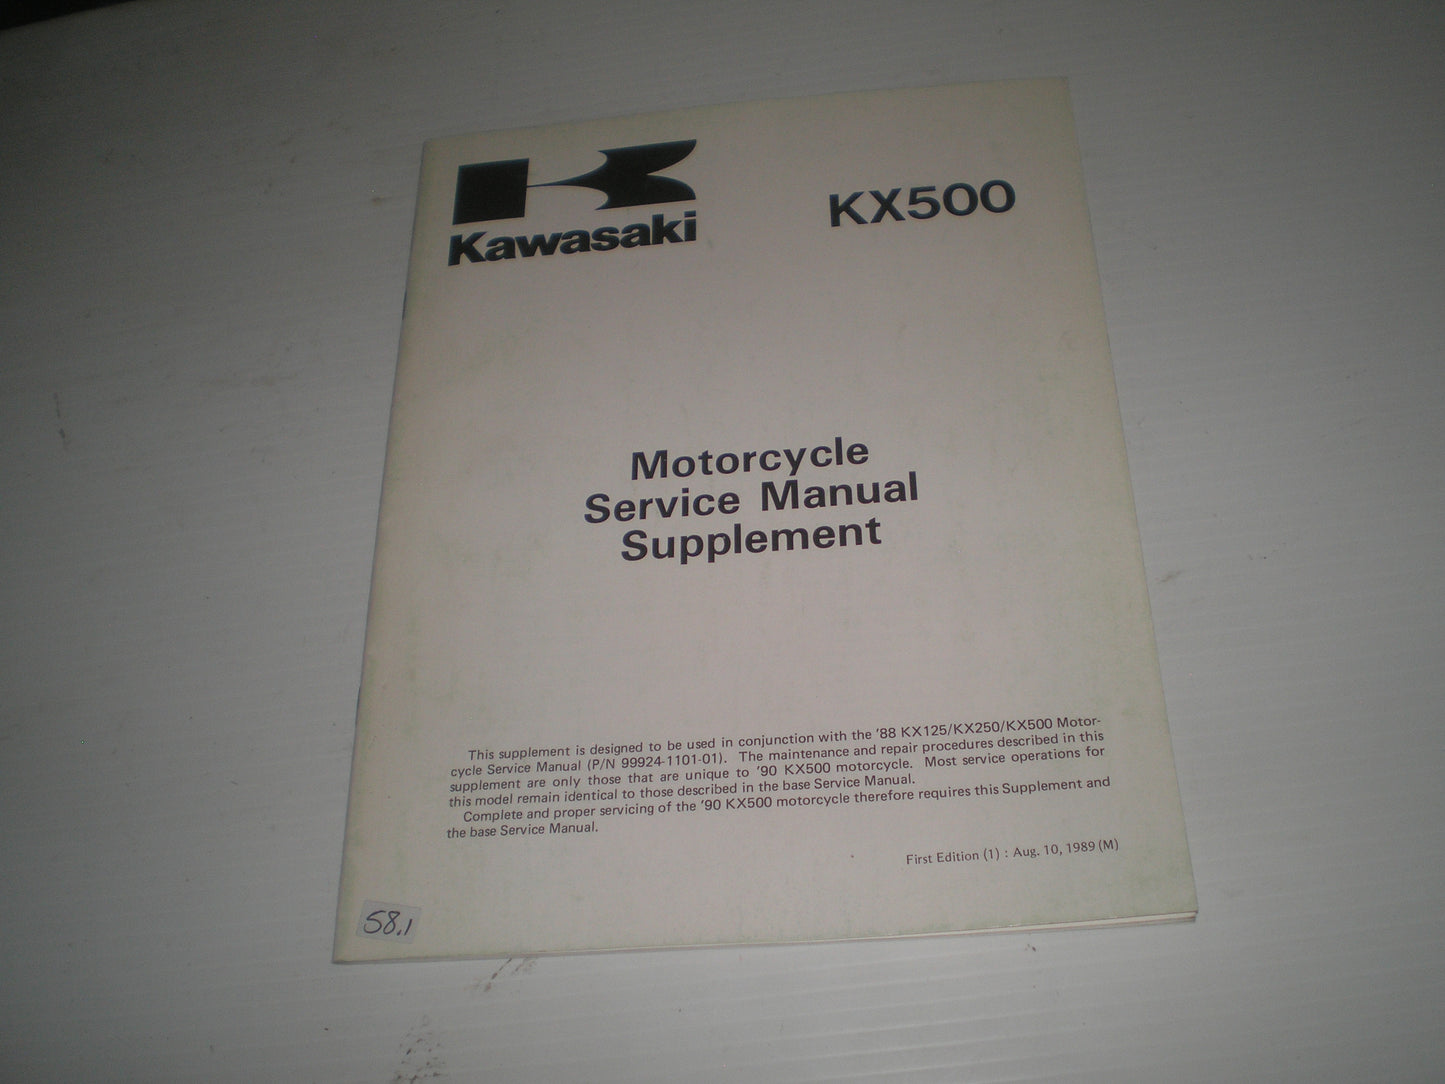 Kawasaki
KX500
Motorcycle
Service Manual
Supplement
This supplement is designed to be used in conjunction with the '88 KX125/KX250/KX500 Motor-
cycle Service Manual (P/N 99924-1101-01). The maintenance and repair procedures described in this
supplement are only those that are unique to '90 KX500 motorcycle. Most service operations for
this model remain identical to those described in the base Service Manual.
Complete and proper servicing of the '90 KX500 motorcycle therefore requires this Supplement and
the base Service Manual.
First Edition (1) : Aug. 10, 1989 (M)
58.1